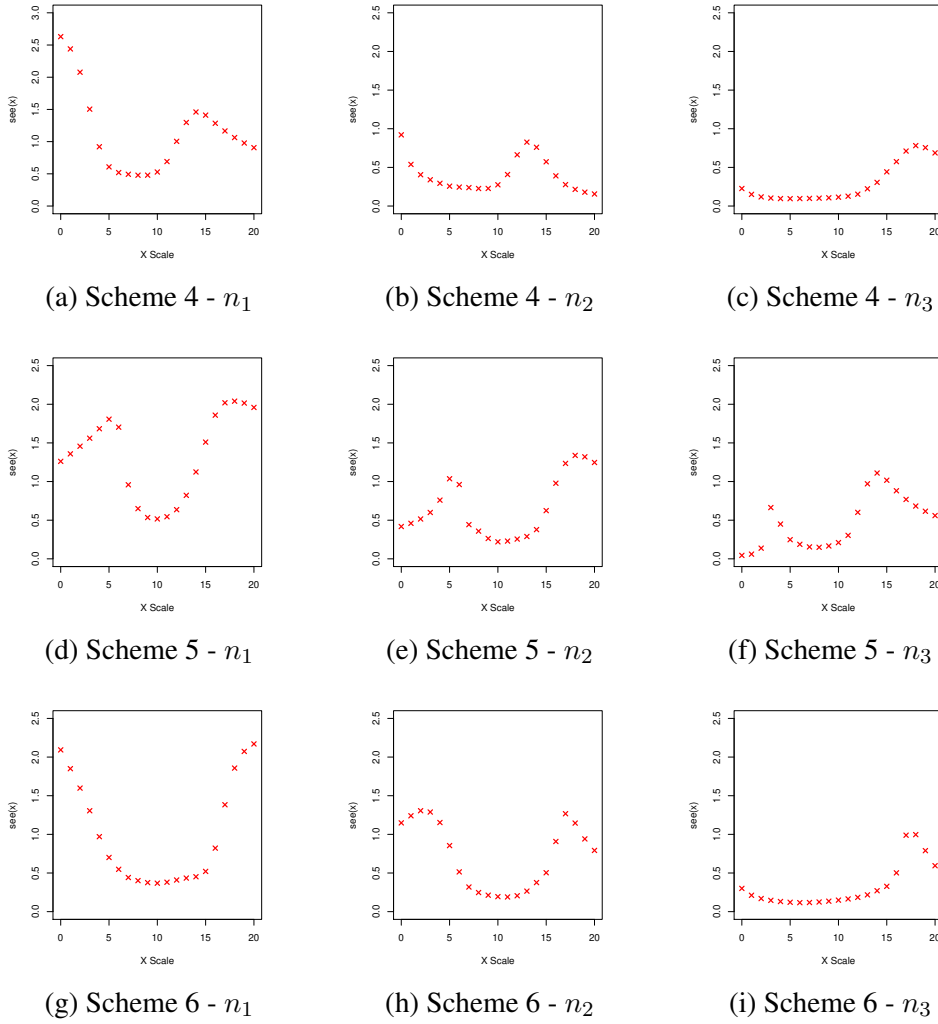 see(x)
0.0 0.5 1.0 1.5 2.0 2.5 3.0
0 5 10 15 20
X Scale
(a) Scheme 4 - n₁
see(x)
0.0 0.5 1.0 1.5 2.0 2.5
0 5 10 15 20
X Scale
(b) Scheme 4 - n₂
see(x)
0.0 0.5 1.0 1.5 2.0 2.5
0 5 10 15 20
X Scale
(c) Scheme 4 - n₃
see(x)
0.0 0.5 1.0 1.5 2.0 2.5
0 5 10 15 20
X Scale
(d) Scheme 5 - n₁
see(x)
0.0 0.5 1.0 1.5 2.0 2.5
0 5 10 15 20
X Scale
(e) Scheme 5 - n₂
see(x)
0.0 0.5 1.0 1.5 2.0 2.5
0 5 10 15 20
X Scale
(f) Scheme 5 - n₃
see(x)
0.0 0.5 1.0 1.5 2.0 2.5
0 5 10 15 20
X Scale
(g) Scheme 6 - n₁
see(x)
0.0 0.5 1.0 1.5 2.0 2.5
0 5 10 15 20
X Scale
(h) Scheme 6 - n₂
see(x)
0.0 0.5 1.0 1.5 2.0 2.5
0 5 10 15 20
X Scale
(i) Scheme 6 - n₃